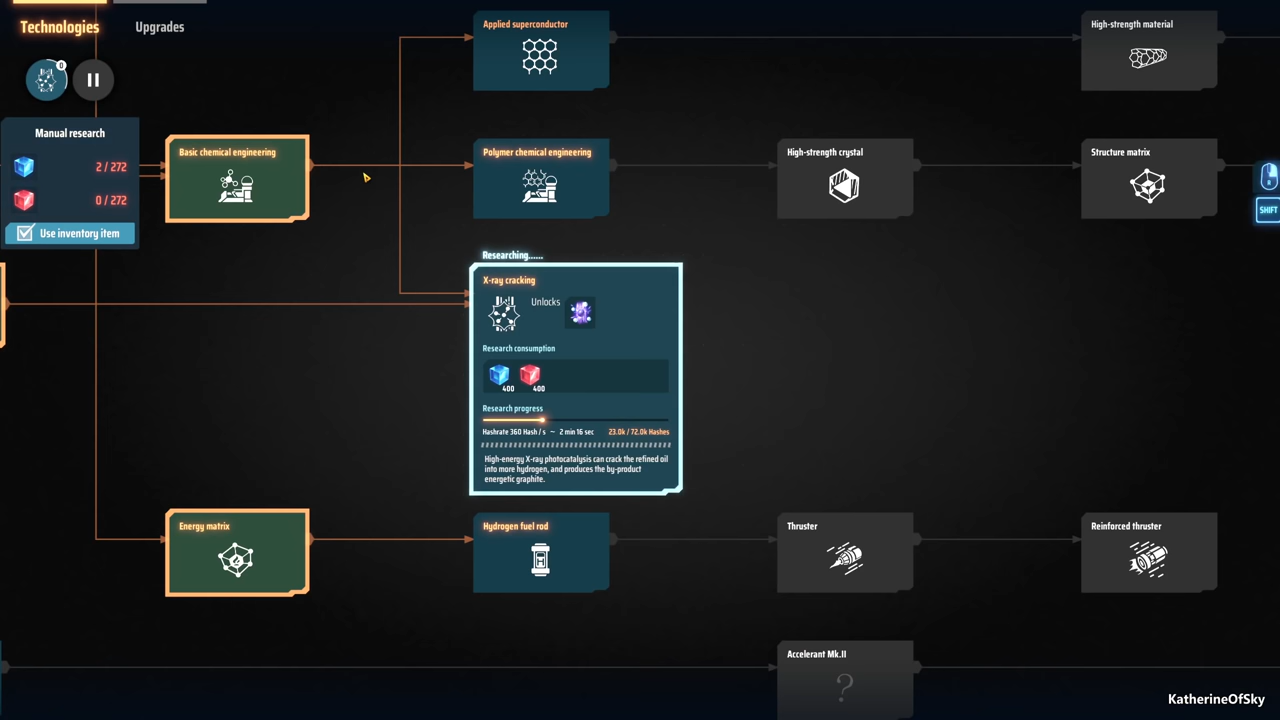 Technologies
Upgrades
0
Manual research
2 / 272
0 / 272
Use inventory item
Basic chemical engineering
Energy matrix
Applied superconductor
Polymer chemical engineering
Researching......
X-ray cracking
Unlocks
Research consumption
400
400
Research progress
Hashrate 360 Hash / s ~ 2 min 16 sec 23.0k / 72.0k Hashes
High-energy X-ray photocatalysis can crack the refined oil
into more hydrogen, and produces the by-product
energetic graphite.
Hydrogen fuel rod
High-strength crystal
Thruster
Accelerant Mk.II
?
High-strength material
Structure matrix
Reinforced thruster
SHIFT
KatherineOfSky